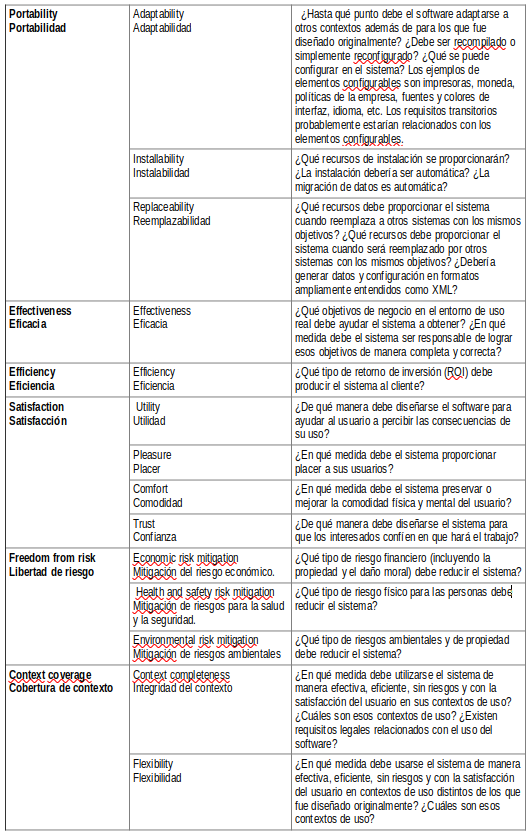 Portability
Portabilidad
Adaptability
Adaptabilidad
¿Hasta qué punto debe el software adaptarse a
otros contextos además de para los que fue
diseñado originalmente? ¿Debe ser recompilado o
simplemente reconfigurado? ¿Qué se puede
configurar en el sistema? Los ejemplos de
elementos configurables son impresoras, moneda,
políticas de la empresa, fuentes y colores de
interfaz, idioma, etc. Los requisitos transitorios
probablemente estarían relacionados con los
elementos configurables.
Installability
Instalabilidad
¿Qué recursos de instalación se proporcionarán?
¿La instalación debería ser automática? ¿La
migración de datos es automática?
Replaceability
Reemplazabilidad
¿Qué recursos debe proporcionar el sistema
cuando reemplaza a otros sistemas con los mismos
objetivos? ¿Qué recursos debe proporcionar el
sistema cuando será reemplazado por otros
sistemas con los mismos objetivos? ¿Debería
generar datos y configuración en formatos
ampliamente entendidos como XML?
Effectiveness
Eficacia
Effectiveness
Eficacia
¿Qué objetivos de negocio en el entorno de uso
real debe ayudar el sistema a obtener? ¿En qué
medida debe el sistema ser responsable de lograr
esos objetivos de manera completa y correcta?
Efficiency
Eficiencia
Efficiency
Eficiencia
¿Qué tipo de retorno de inversión (ROI) debe
producir el sistema al cliente?
Satisfaction
Satisfacción
Utility
Utilidad
¿De qué manera debe diseñarse el software para
ayudar al usuario a percibir las consecuencias de
su uso?
Pleasure
Placer
¿En qué medida debe el sistema proporcionar
placer a sus usuarios?
Comfort
Comodidad
¿En qué medida debe el sistema preservar o
mejorar la comodidad física y mental del usuario?
Trust
Confianza
¿De qué manera debe diseñarse el sistema para
que los interesados confíen en que hará el trabajo?
Freedom from risk
Libertad de riesgo
Economic risk mitigation
Mitigación del riesgo económico.
¿Qué tipo de riesgo financiero (incluyendo la
propiedad y el daño moral) debe reducir el sistema?
Health and safety risk mitigation
Mitigación de riesgos para la salud
y la seguridad.
¿Qué tipo de riesgo físico para las personas debe
reducir el sistema?
Environmental risk mitigation
Mitigación de riesgos ambientales
¿Qué tipo de riesgos ambientales y de propiedad
debe reducir el sistema?
Context coverage
Cobertura de contexto
Context completeness
Integridad del contexto
¿En qué medida debe utilizarse el sistema de
manera efectiva, eficiente, sin riesgos y con la
satisfacción del usuario en sus contextos de uso?
¿Cuáles son esos contextos de uso? ¿Existen
requisitos legales relacionados con el uso del
software?
Flexibility
Flexibilidad
¿En qué medida debe usarse el sistema de manera
efectiva, eficiente, sin riesgos y con la satisfacción
del usuario en contextos de uso distintos de los que
fue diseñado originalmente? ¿Cuáles son esos
contextos de uso?